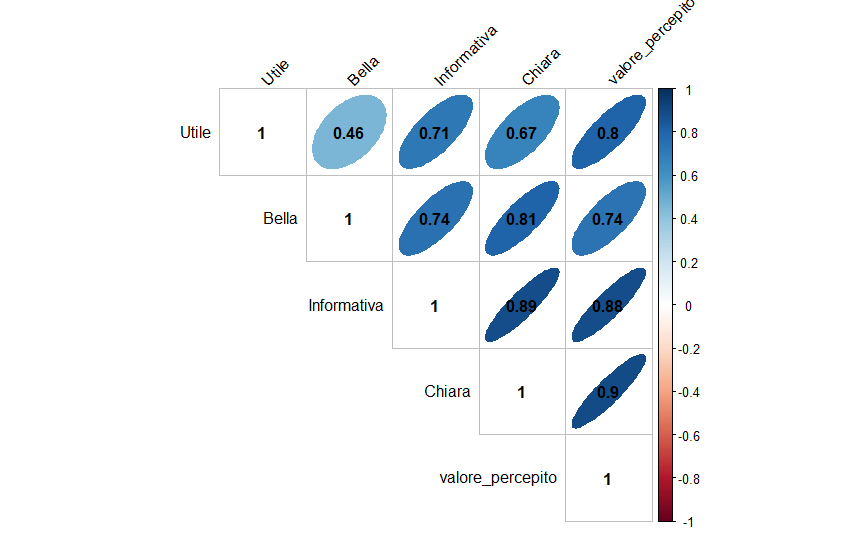 Utile Bella Informativa Chiara valore_percepito
Utile 1 0.46 0.71 0.67 0.8
Bella 1 0.74 0.81 0.74
Informativa 1 0.89 0.88
Chiara 1 0.9
valore_percepito 1
1
0.8
0.6
0.4
0.2
0
-0.2
-0.4
-0.6
-0.8
-1